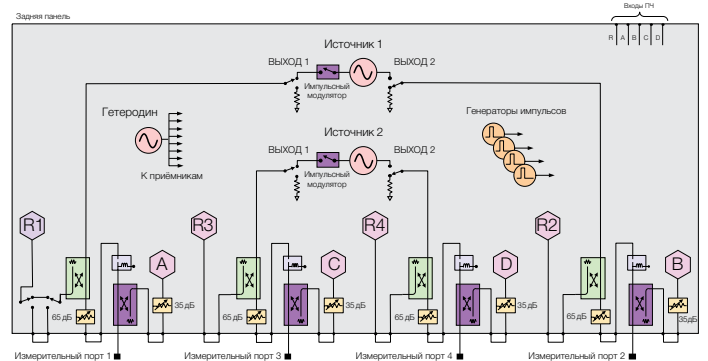 Входы ПЧ
Задняя панель
R A B C D
Источник 1
ВЫХОД 1 ВЫХОД 2
Импульсный
модулятор
Гетеродин
К приёмникам
Генераторы импульсов
Источник 2
ВЫХОД 1 ВЫХОД 2
Импульсный
модулятор
R1 A R3 C R4 D R2 B
65 дБ 35 дБ 65 дБ 35 дБ 65 дБ 35 дБ 65 дБ 35 дБ
Измерительный порт 1 Измерительный порт 3 Измерительный порт 4 Измерительный порт 2